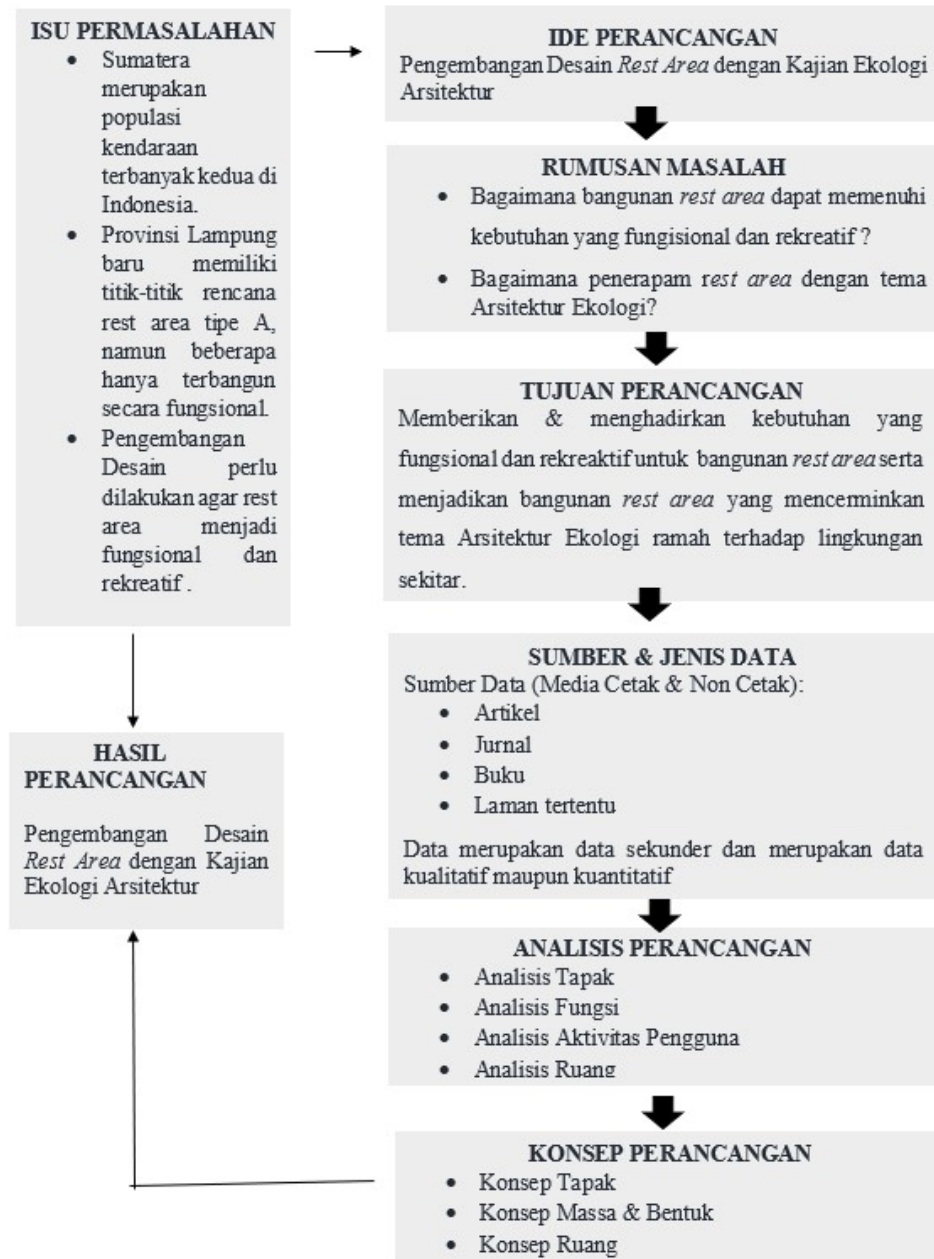 ISU PERMASALAHAN
• Sumatera
merupakan
populasi
kendaraan
terbanyak kedua di
Indonesia.
• Provinsi Lampung
baru memiliki
titik-titik rencana
rest area tipe A,
namun beberapa
hanya terbangun
secara fungsional.
• Pengembangan
Desain perlu
dilakukan agar rest
area menjadi
fungsional dan
rekreatif .
IDE PERANCANGAN
Pengembangan Desain Rest Area dengan Kajian Ekologi
Arsitektur
RUMUSAN MASALAH
• Bagaimana bangunan rest area dapat memenuhi
kebutuhan yang fungisional dan rekreatif ?
• Bagaimana penerapam rest area dengan tema
Arsitektur Ekologi?
TUJUAN PERANCANGAN
Memberikan & menghadirkan kebutuhan yang
fungsional dan rekreaktif untuk bangunan rest area serta
menjadikan bangunan rest area yang mencerminkan
tema Arsitektur Ekologi ramah terhadap lingkungan
sekitar.
SUMBER & JENIS DATA
Sumber Data (Media Cetak & Non Cetak):
• Artikel
• Jurnal
• Buku
• Laman tertentu
Data merupakan data sekunder dan merupakan data
kualitatif maupun kuantitatif
ANALISIS PERANCANGAN
• Analisis Tapak
• Analisis Fungsi
• Analisis Aktivitas Pengguna
• Analisis Ruang
KONSEP PERANCANGAN
• Konsep Tapak
• Konsep Massa & Bentuk
• Konsep Ruang
HASIL
PERANCANGAN
Pengembangan Desain
Rest Area dengan Kajian
Ekologi Arsitektur